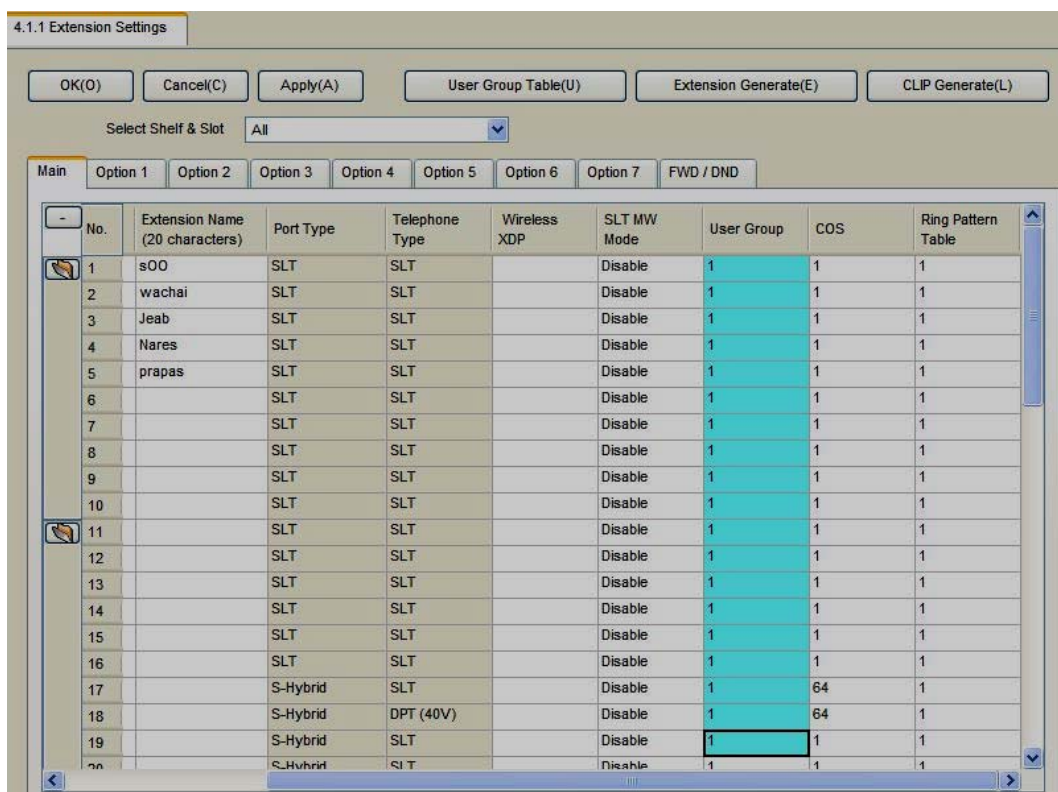 4.1.1 Extension Settings
OK(O) Cancel(C) Apply(A) User Group Table(U) Extension Generate(E) CLIP Generate(L)
Select Shelf & Slot All
Main Option 1 Option 2 Option 3 Option 4 Option 5 Option 6 Option 7 FWD / DND
- No. Extension Name (20 characters) Port Type Telephone Type Wireless XDP SLT MW Mode User Group COS Ring Pattern Table
1 sOO SLT SLT Disable 1 1 1
2 wachai SLT SLT Disable 1 1 1
3 Jeab SLT SLT Disable 1 1 1
4 Nares SLT SLT Disable 1 1 1
5 prapas SLT SLT Disable 1 1 1
6 SLT SLT Disable 1 1 1
7 SLT SLT Disable 1 1 1
8 SLT SLT Disable 1 1 1
9 SLT SLT Disable 1 1 1
10 SLT SLT Disable 1 1 1
11 SLT SLT Disable 1 1 1
12 SLT SLT Disable 1 1 1
13 SLT SLT Disable 1 1 1
14 SLT SLT Disable 1 1 1
15 SLT SLT Disable 1 1 1
16 SLT SLT Disable 1 1 1
17 S-Hybrid SLT Disable 1 64 1
18 S-Hybrid DPT (40V) Disable 1 64 1
19 S-Hybrid SLT Disable 1 1 1
20 S-Hybrid SLT Disable 1 1 1